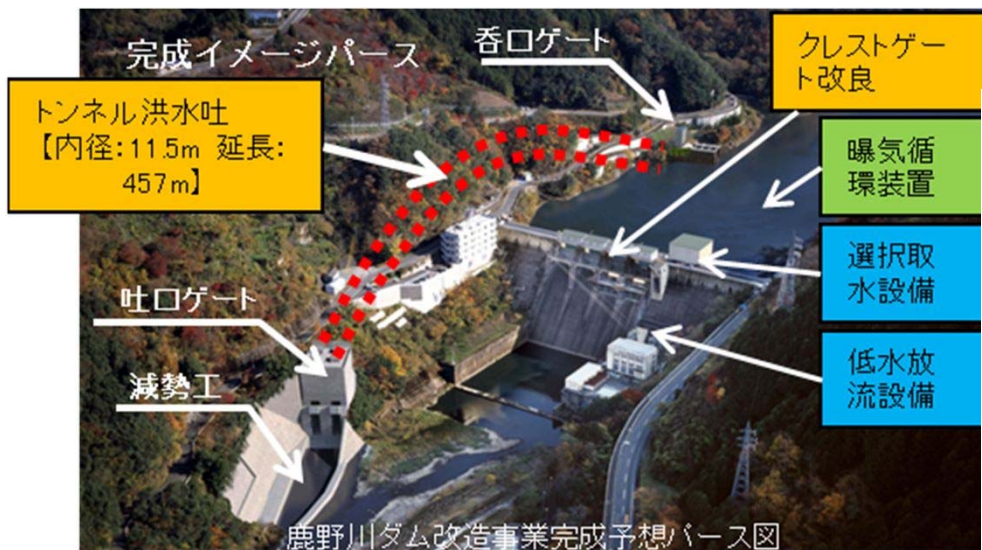 完成イメージパース
呑口ゲート
クレストゲー
ト改良
トンネル洪水吐
【内径:11.5m 延長:
457m】
曝気循
環装置
選択取
水設備
吐口ゲート
低水放
流設備
減勢工
鹿野川ダム改造事業完成予想パース図